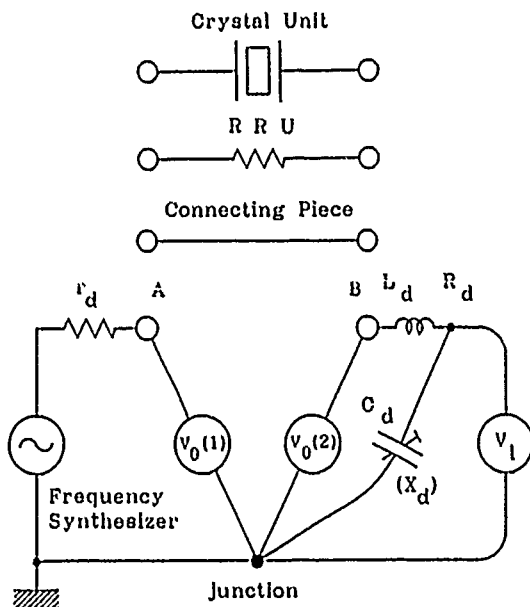 Crystal Unit
R R U
Connecting Piece
r_d A B L_d R_d
V_0(1) V_0(2) C_d V_1
(X_d)
Frequency
Synthesizer
Junction